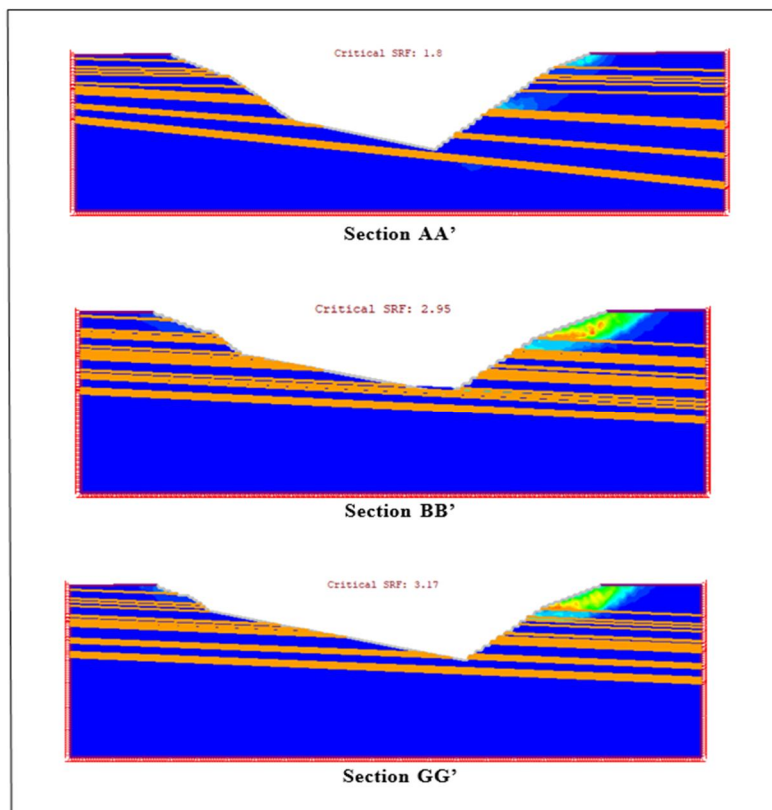 Critical SRF: 1.8
Section AA’
Critical SRF: 2.95
Section BB’
Critical SRF: 3.17
Section GG’